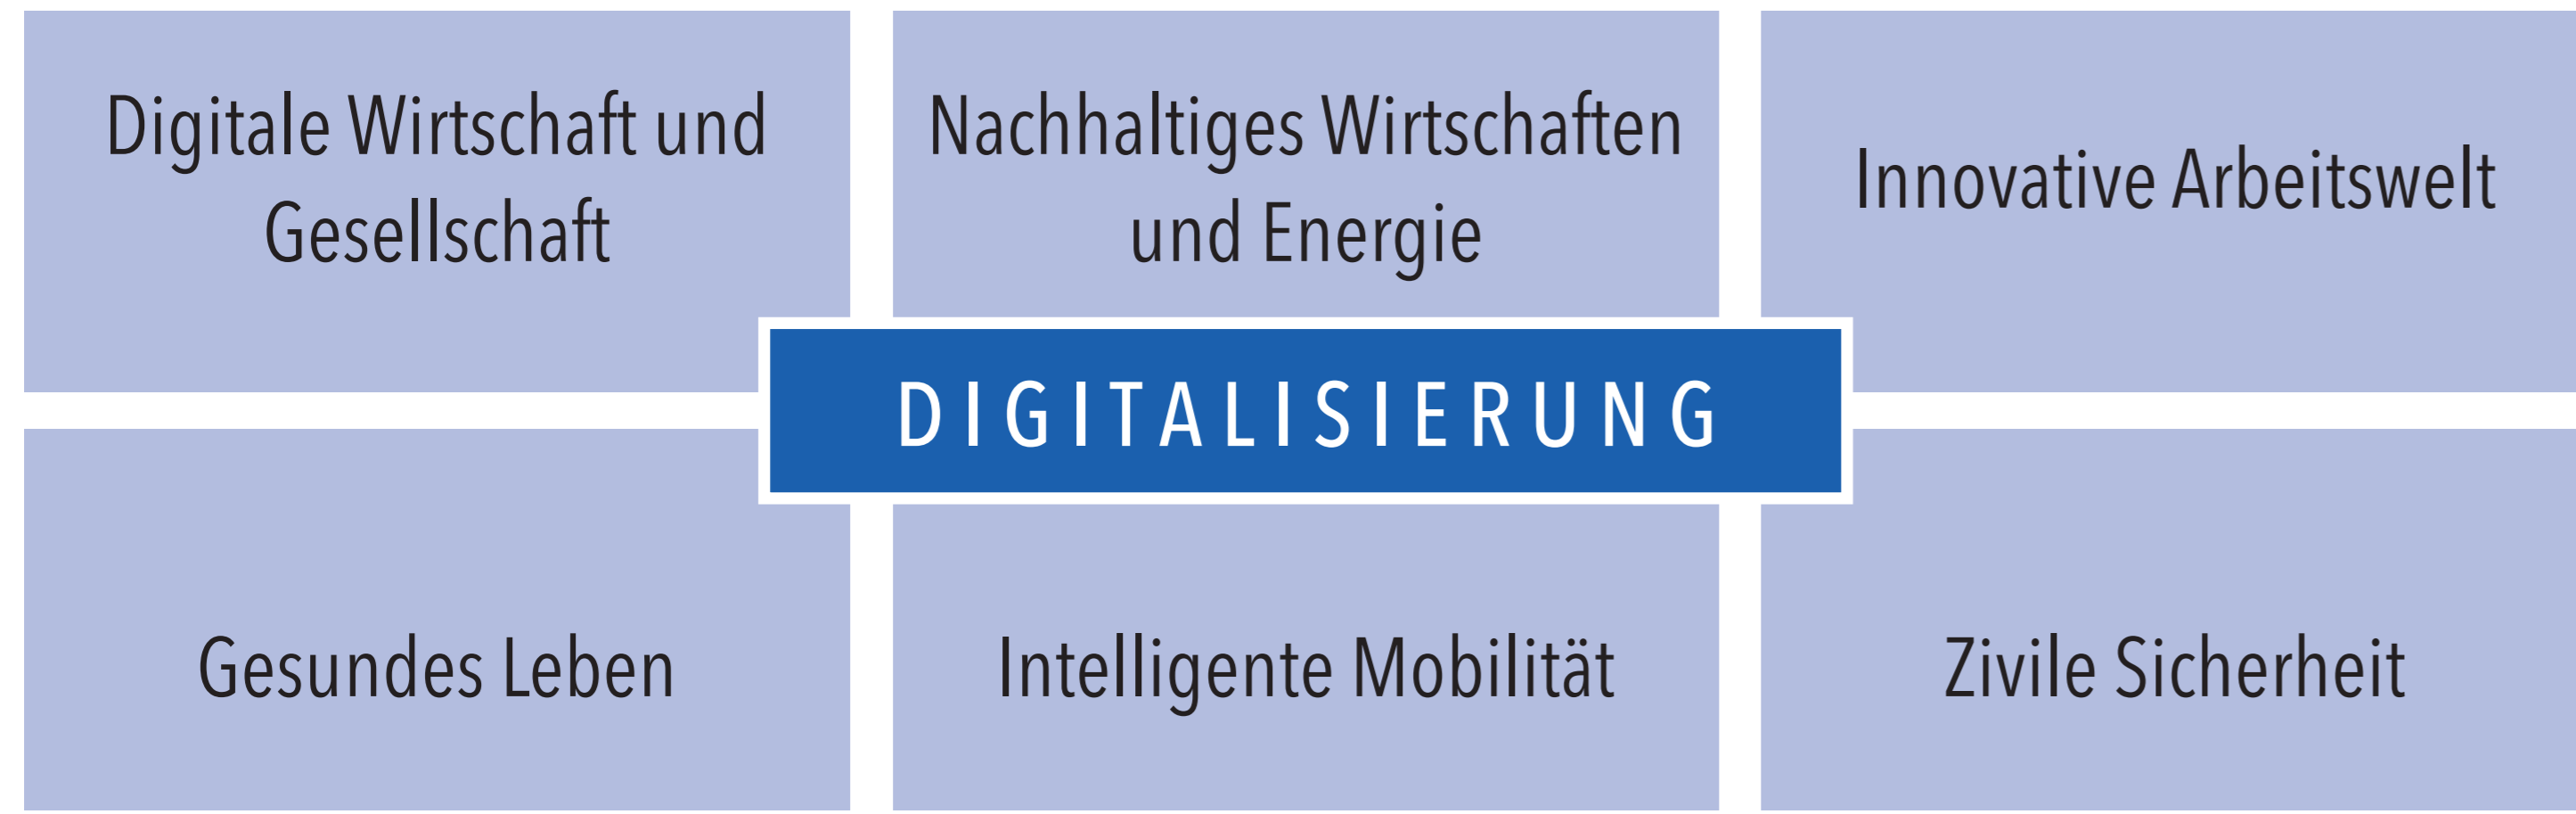 Digitale Wirtschaft und
Gesellschaft
Nachhaltiges Wirtschaften
und Energie
Innovative Arbeitswelt
DIGITALISIERUNG
Gesundes Leben
Intelligente Mobilität
Zivile Sicherheit